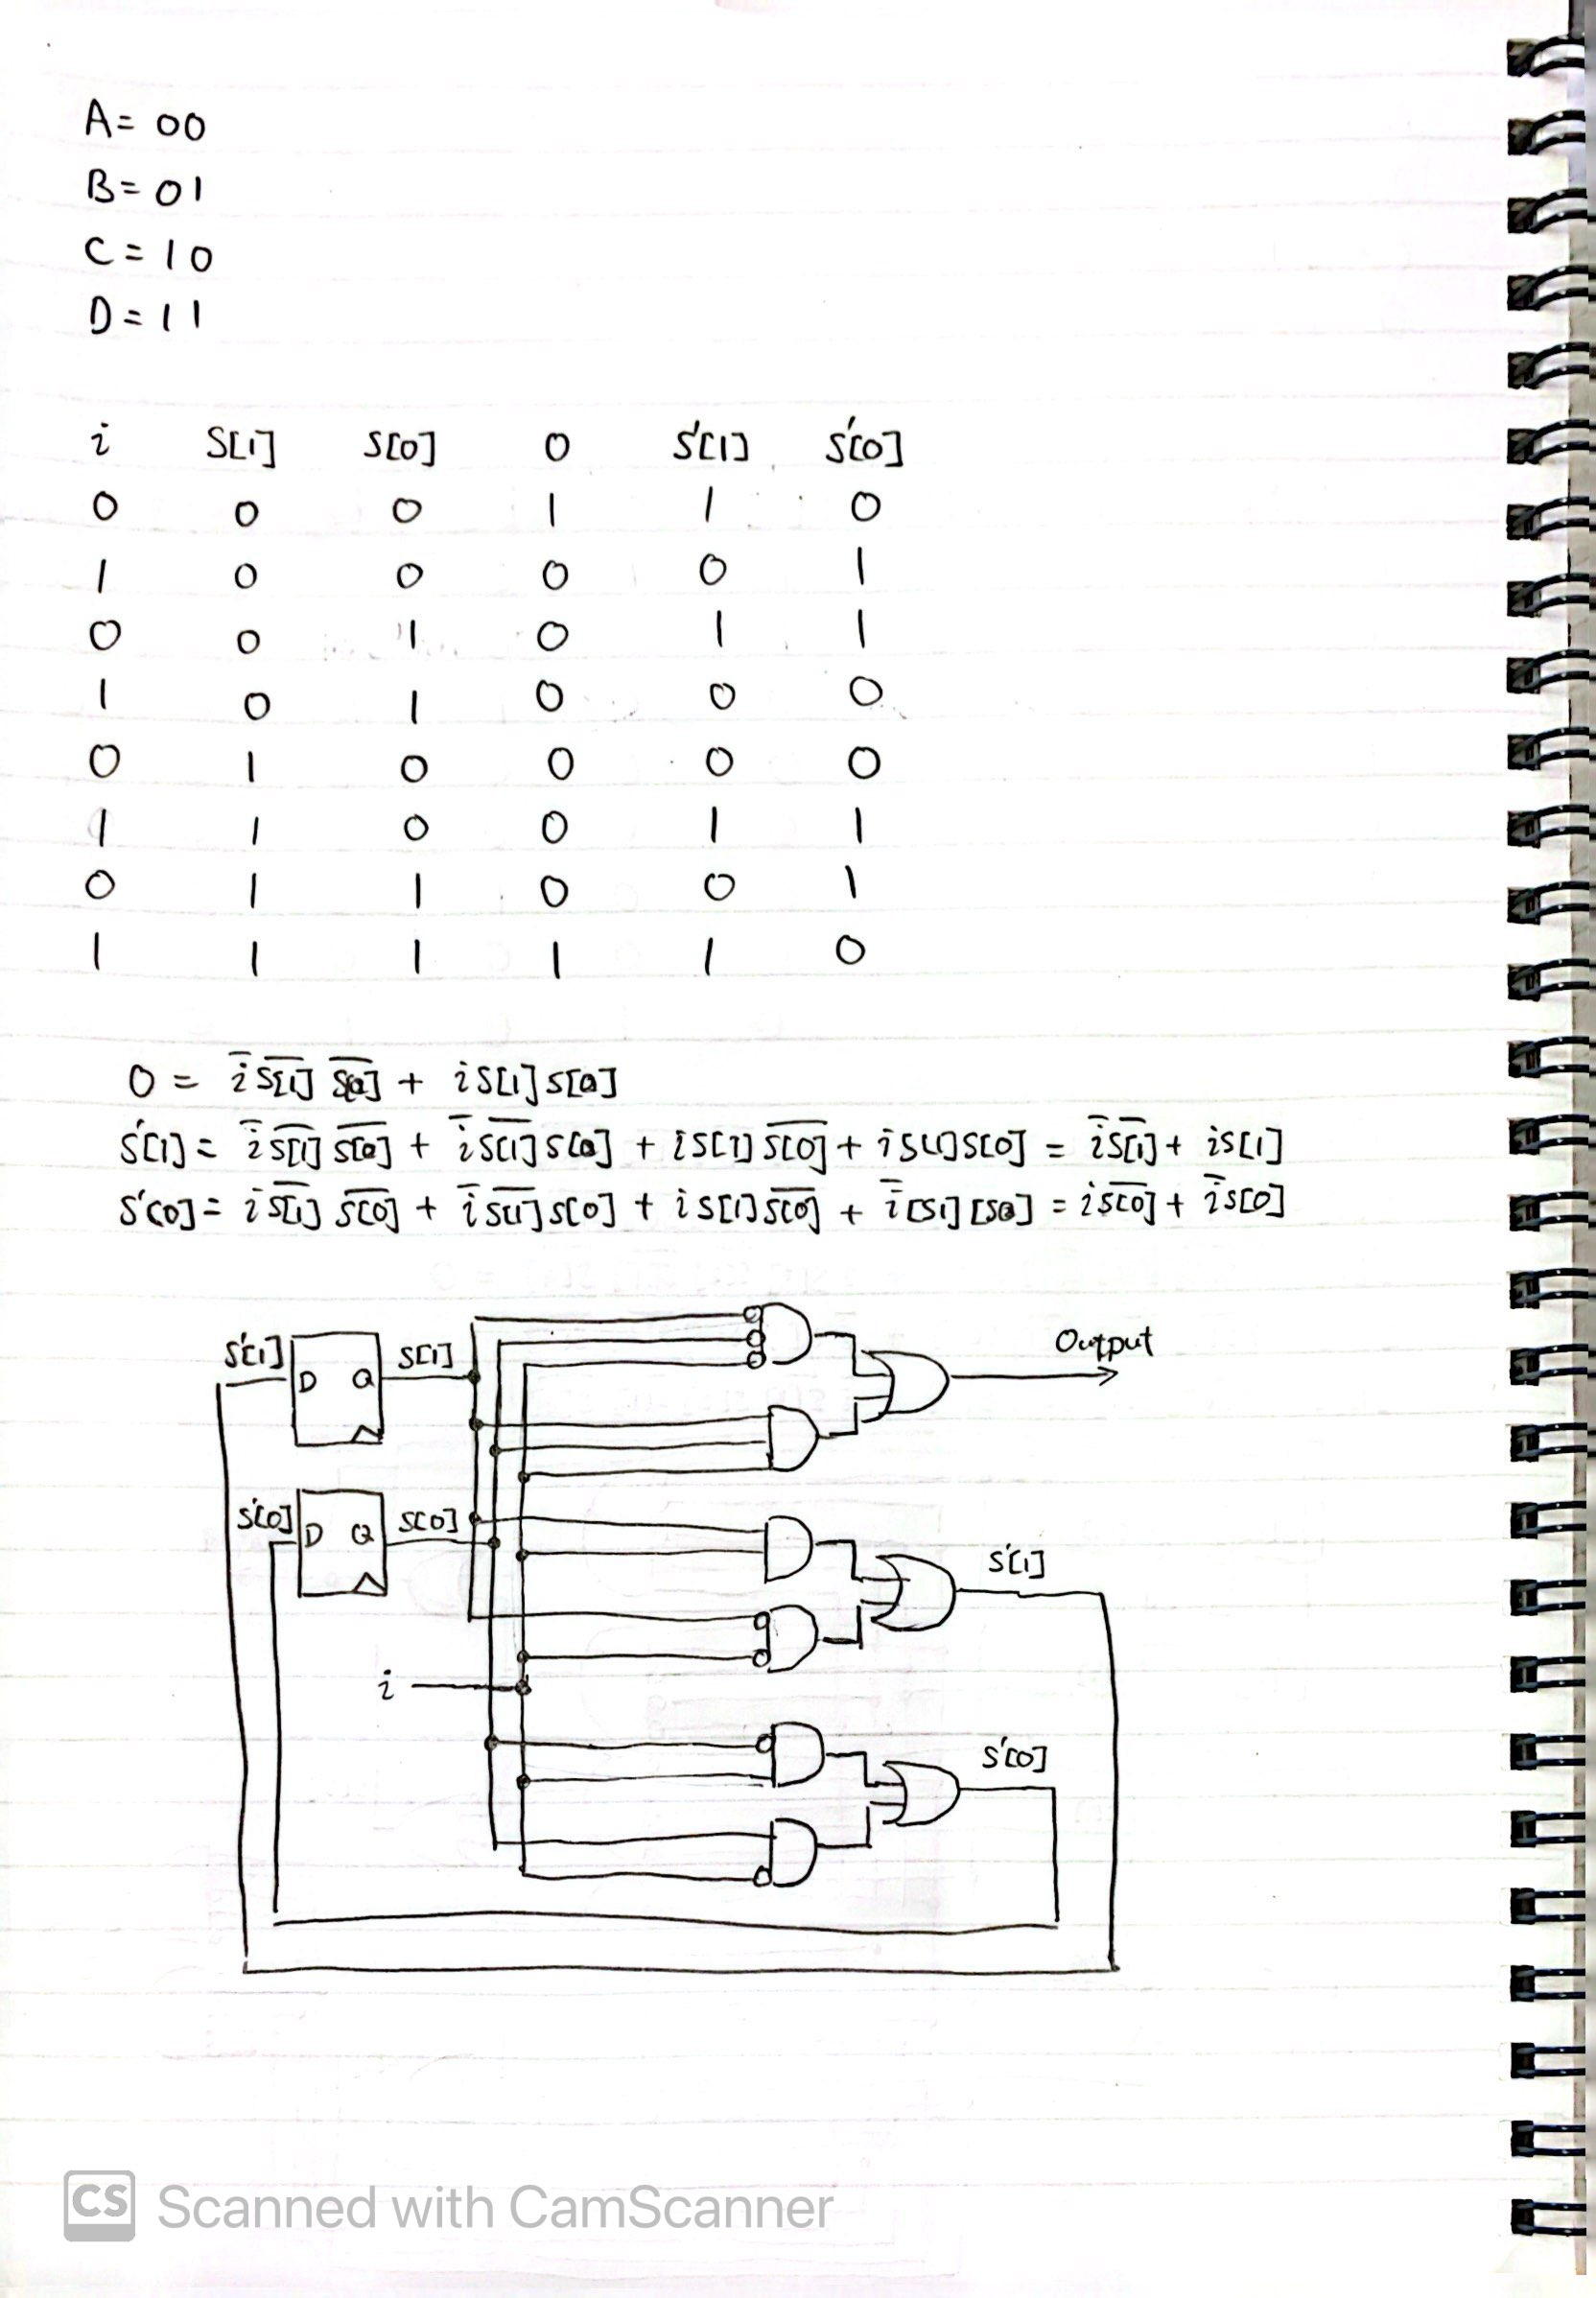 A= 00
B= 01
C = 10
D = 11
i S[1] S[0] O S'[1] S'[0]
0 0 0 1 1 0
1 0 0 0 0 1
0 0 1 0 1 1
1 0 1 0 0 0
0 1 0 0 0 0
1 1 0 0 1 1
0 1 1 0 0 1
1 1 1 1 1 0
O = i̅ S̅[̅1̅]̅ S̅[̅0̅]̅ + i S[1] S[0]
S'[1] = i̅ S̅[̅1̅]̅ S̅[̅0̅]̅ + i̅ S̅[̅1̅]̅ S[0] + i S[1] S̅[̅0̅]̅ + i S[1] S[0] = i̅ S̅[̅1̅]̅ + i S[1]
S'[0] = i S̅[̅1̅]̅ S̅[̅0̅]̅ + i̅ S̅[̅1̅]̅ S[0] + i S[1] S̅[̅0̅]̅ + i̅ [S1] [S0] = i S̅[̅0̅]̅ + i̅ S[0]
Output
S'[1] D Q S[1]
S'[0] D Q S[0]
S'[1]
i
S'[0]
CS Scanned with CamScanner